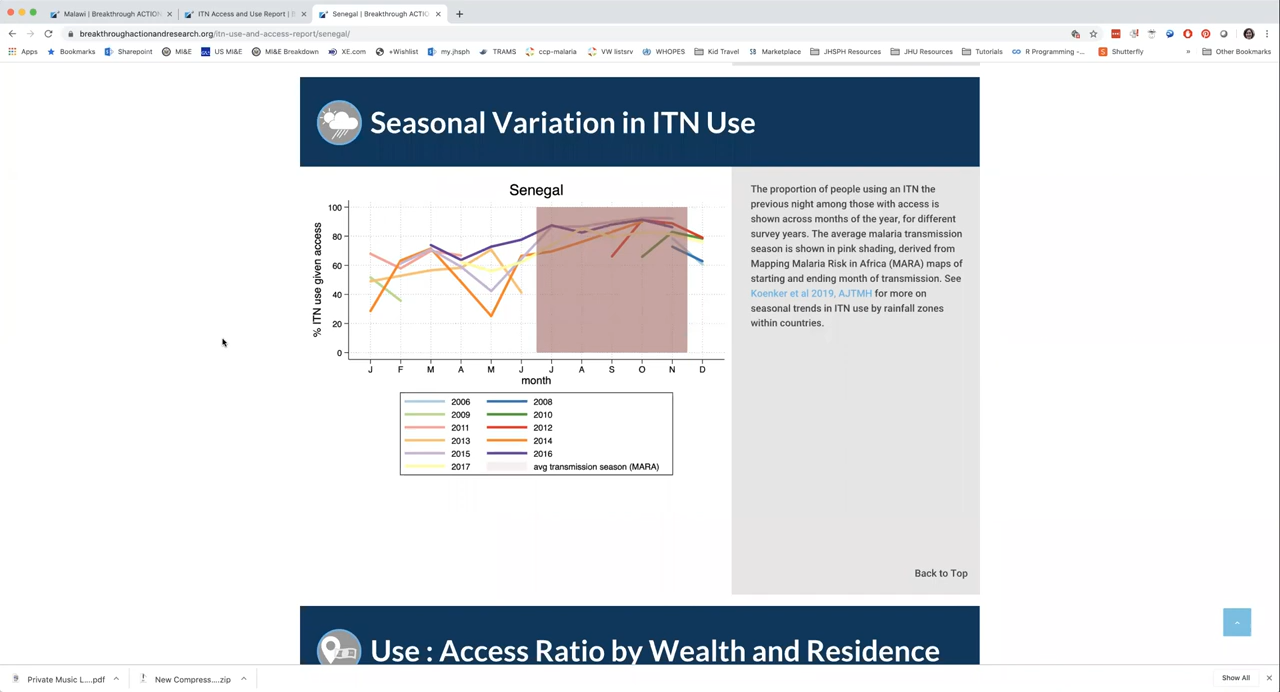 Malawi | Breakthrough ACTION
ITN Access and Use Report | B
Senegal | Breakthrough ACTIO
breakthroughactionandresearch.org/itn-use-and-access-report/senegal/
Apps Bookmarks Sharepoint MI&E US MI&E MI&E Breakdown XE.com +Wishlist my.jhsph TRAMS ccp-malaria VW listsrv WHOPES Kid Travel Marketplace JHSPH Resources JHU Resources Tutorials R Programming -... Shutterfly » Other Bookmarks
Seasonal Variation in ITN Use
Senegal
% ITN use given access
100
80
60
40
20
0
J F M A M J J A S O N D
month
2006 2008
2009 2010
2011 2012
2013 2014
2015 2016
2017 avg transmission season (MARA)
The proportion of people using an ITN the
previous night among those with access is
shown across months of the year, for different
survey years. The average malaria transmission
season is shown in pink shading, derived from
Mapping Malaria Risk in Africa (MARA) maps of
starting and ending month of transmission. See
Koenker et al 2019, AJTMH for more on
seasonal trends in ITN use by rainfall zones
within countries.
Back to Top
Use : Access Ratio by Wealth and Residence
Private Music L....pdf
New Compress....zip
Show All